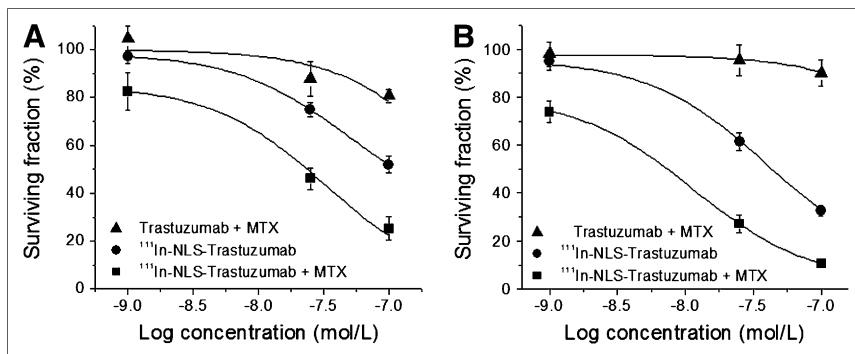 A
Surviving fraction (%)
100
80
60
40
20
0
Trastuzumab + MTX
¹¹¹In-NLS-Trastuzumab
¹¹¹In-NLS-Trastuzumab + MTX
-9.0
-8.5
-8.0
-7.5
-7.0
Log concentration (mol/L)
B
Surviving fraction (%)
100
80
60
40
20
0
Trastuzumab + MTX
¹¹¹In-NLS-Trastuzumab
¹¹¹In-NLS-Trastuzumab + MTX
-9.0
-8.5
-8.0
-7.5
-7.0
Log concentration (mol/L)